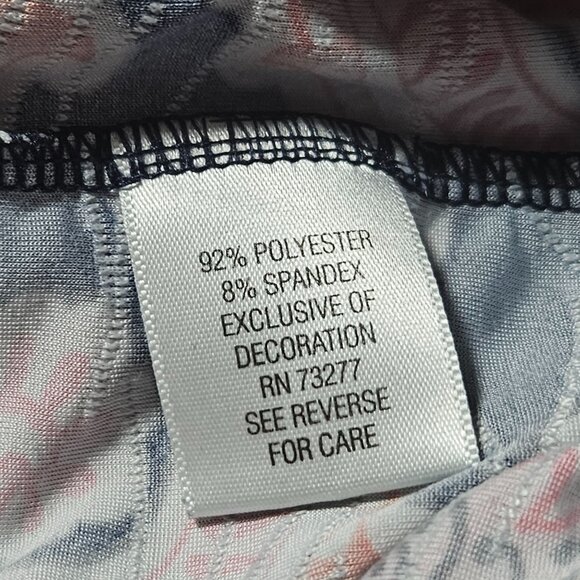 92% POLYESTER
8% SPANDEX
EXCLUSIVE OF
DECORATION
RN 73277
SEE REVERSE
FOR CARE